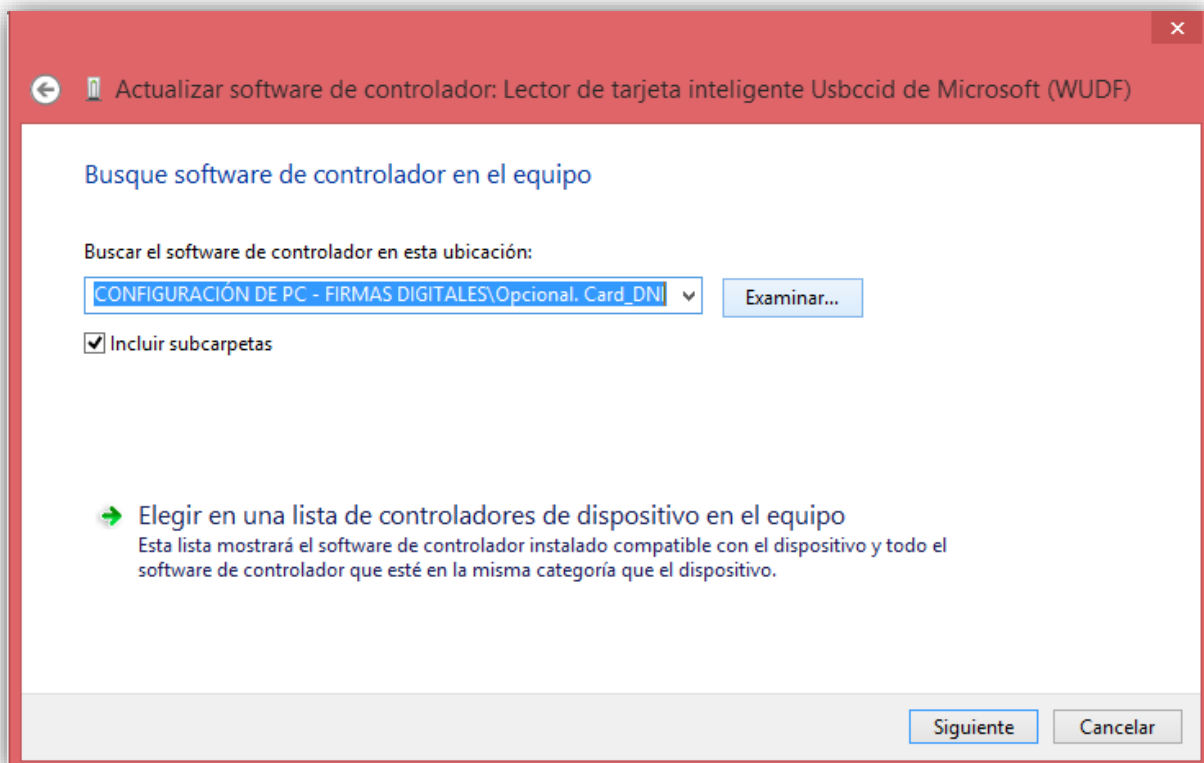 Actualizar software de controlador: Lector de tarjeta inteligente Usbccid de Microsoft (WUDF)
Busque software de controlador en el equipo
Buscar el software de controlador en esta ubicación:
CONFIGURACIÓN DE PC - FIRMAS DIGITALES\Opcional. Card_DNI
Examinar...
Incluir subcarpetas
Elegir en una lista de controladores de dispositivo en el equipo
Esta lista mostrará el software de controlador instalado compatible con el dispositivo y todo el
software de controlador que esté en la misma categoría que el dispositivo.
Siguiente
Cancelar